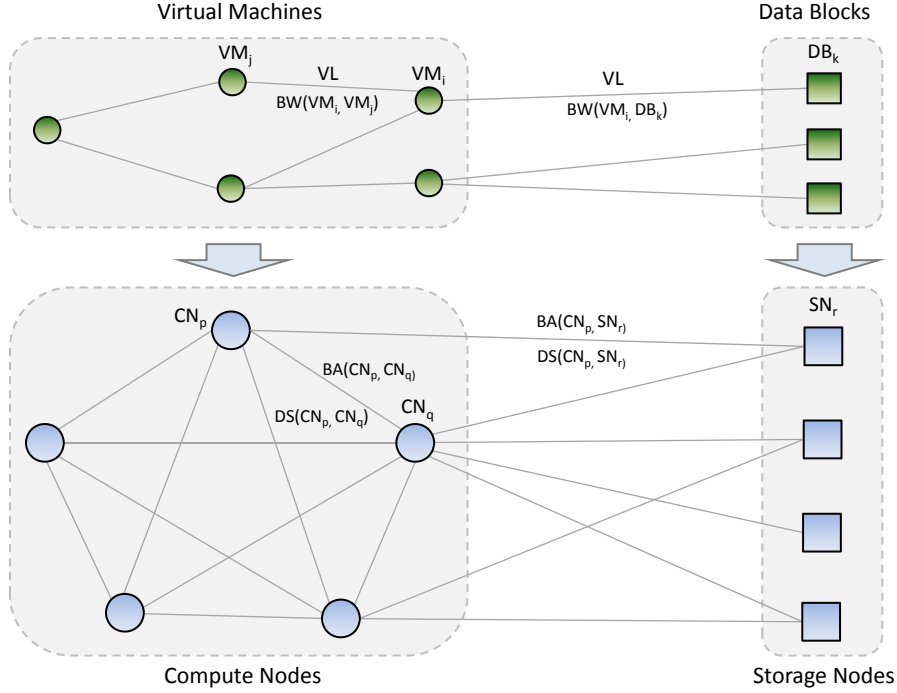 Virtual Machines
Data Blocks
VMj
VL
VMi
BW(VMi, VMj)
VL
BW(VMi, DBk)
DBk
CNp
BA(CNp, CNq)
DS(CNp, CNq)
CNq
BA(CNp, SNr)
DS(CNp, SNr)
SNr
Compute Nodes
Storage Nodes